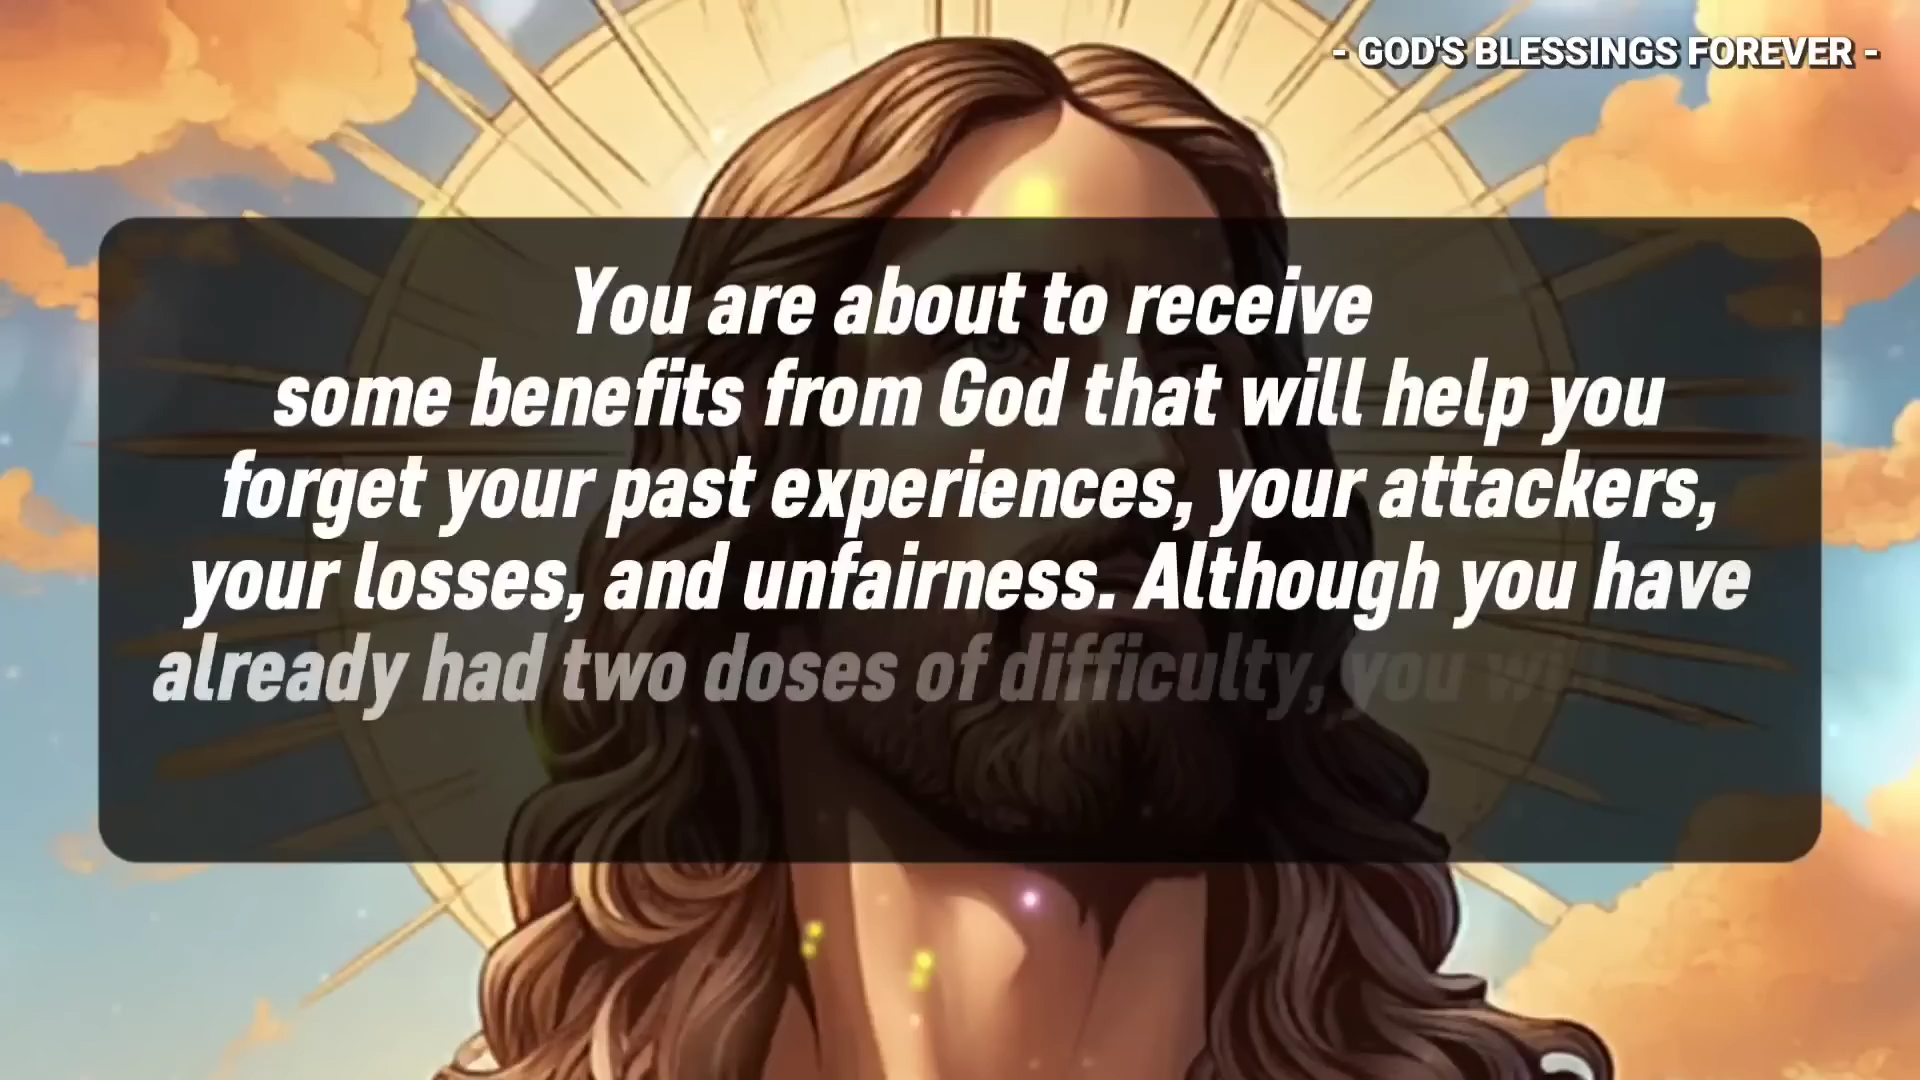 - GOD'S BLESSINGS FOREVER -
You are about to receive
some benefits from God that will help you
forget your past experiences, your attackers,
your losses, and unfairness. Although you have
already had two doses of difficulty, you